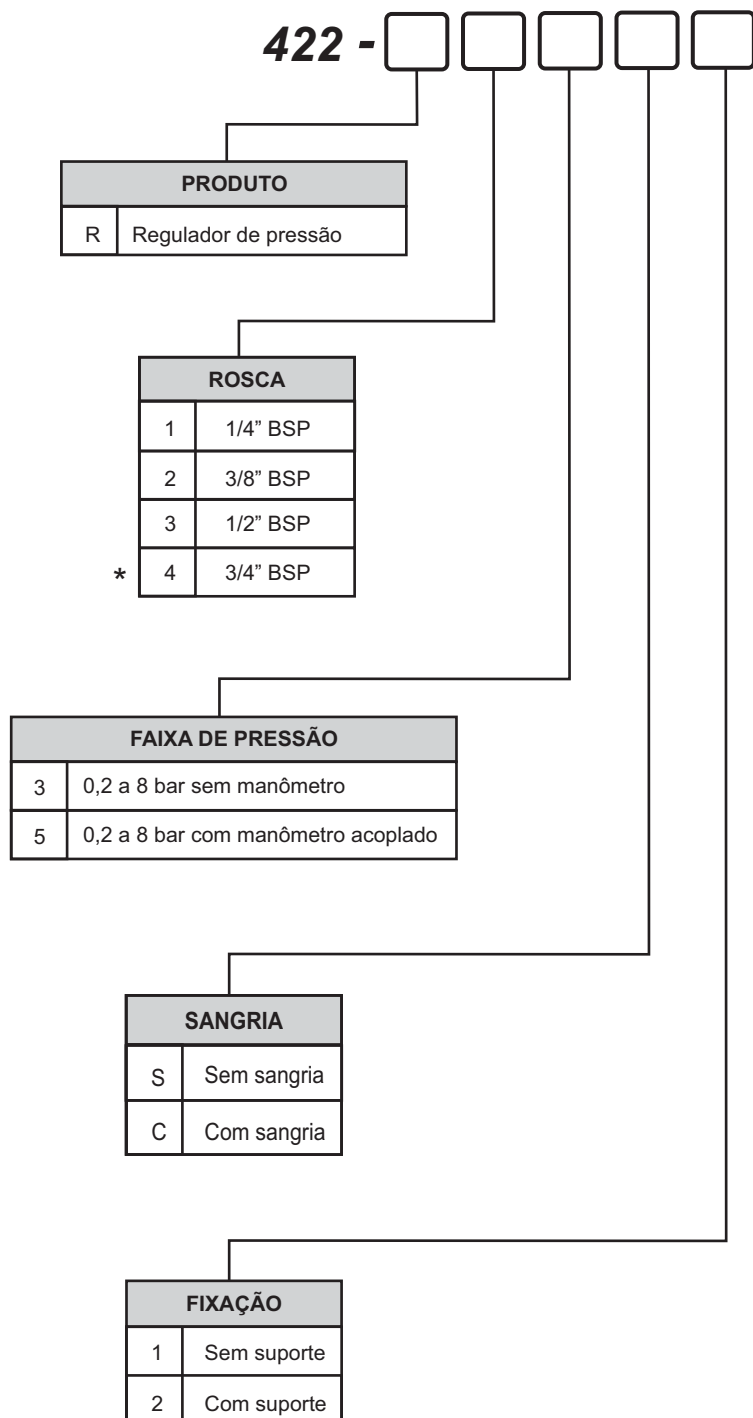 422 -
PRODUTO
R Regulador de pressão
ROSCA
1 1/4” BSP
2 3/8” BSP
3 1/2” BSP
* 4 3/4” BSP
FAIXA DE PRESSÃO
3 0,2 a 8 bar sem manômetro
5 0,2 a 8 bar com manômetro acoplado
SANGRIA
S Sem sangria
C Com sangria
FIXAÇÃO
1 Sem suporte
2 Com suporte